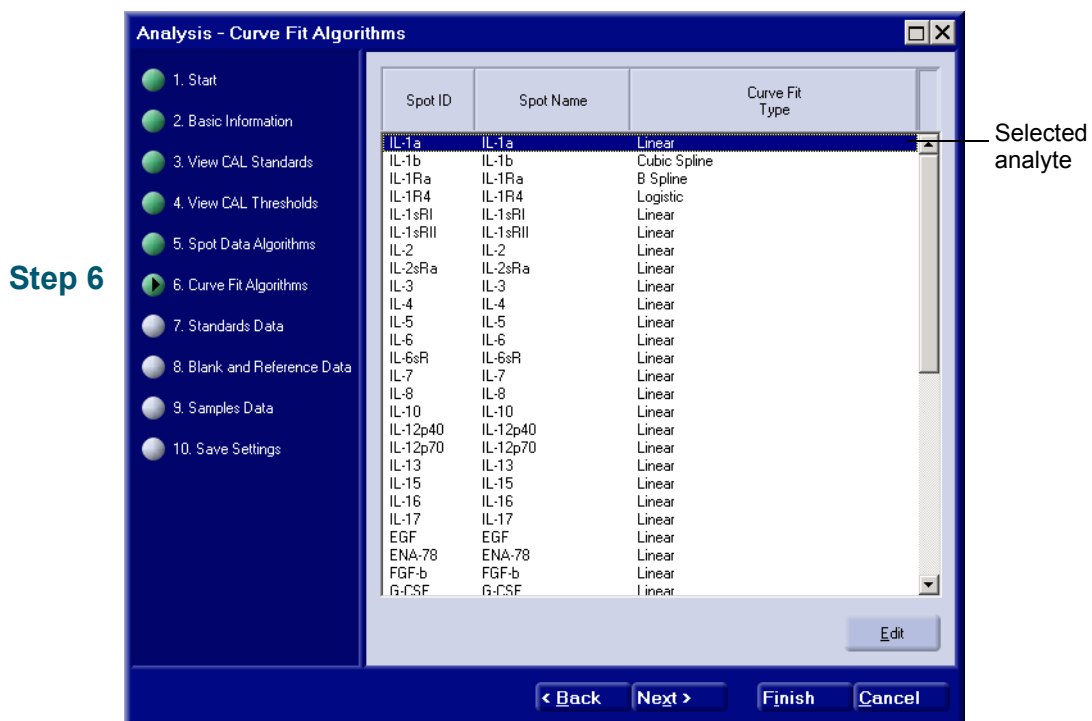 Analysis - Curve Fit Algorithms
Step 6
1. Start
2. Basic Information
3. View CAL Standards
4. View CAL Thresholds
5. Spot Data Algorithms
6. Curve Fit Algorithms
7. Standards Data
8. Blank and Reference Data
9. Samples Data
10. Save Settings
Spot ID Spot Name Curve Fit
Type
IL-1a IL-1a Linear
IL-1b IL-1b Cubic Spline
IL-1Ra IL-1Ra B Spline
IL-1R4 IL-1R4 Logistic
IL-1sRI IL-1sRI Linear
IL-1sRII IL-1sRII Linear
IL-2 IL-2 Linear
IL-2sRa IL-2sRa Linear
IL-3 IL-3 Linear
IL-4 IL-4 Linear
IL-5 IL-5 Linear
IL-6 IL-6 Linear
IL-6sR IL-6sR Linear
IL-7 IL-7 Linear
IL-8 IL-8 Linear
IL-10 IL-10 Linear
IL-12p40 IL-12p40 Linear
IL-12p70 IL-12p70 Linear
IL-13 IL-13 Linear
IL-15 IL-15 Linear
IL-16 IL-16 Linear
IL-17 IL-17 Linear
EGF EGF Linear
ENA-78 ENA-78 Linear
FGF-b FGF-b Linear
G-CSF G-CSF Linear
Selected
analyte
Edit
< Back Next > Finish Cancel